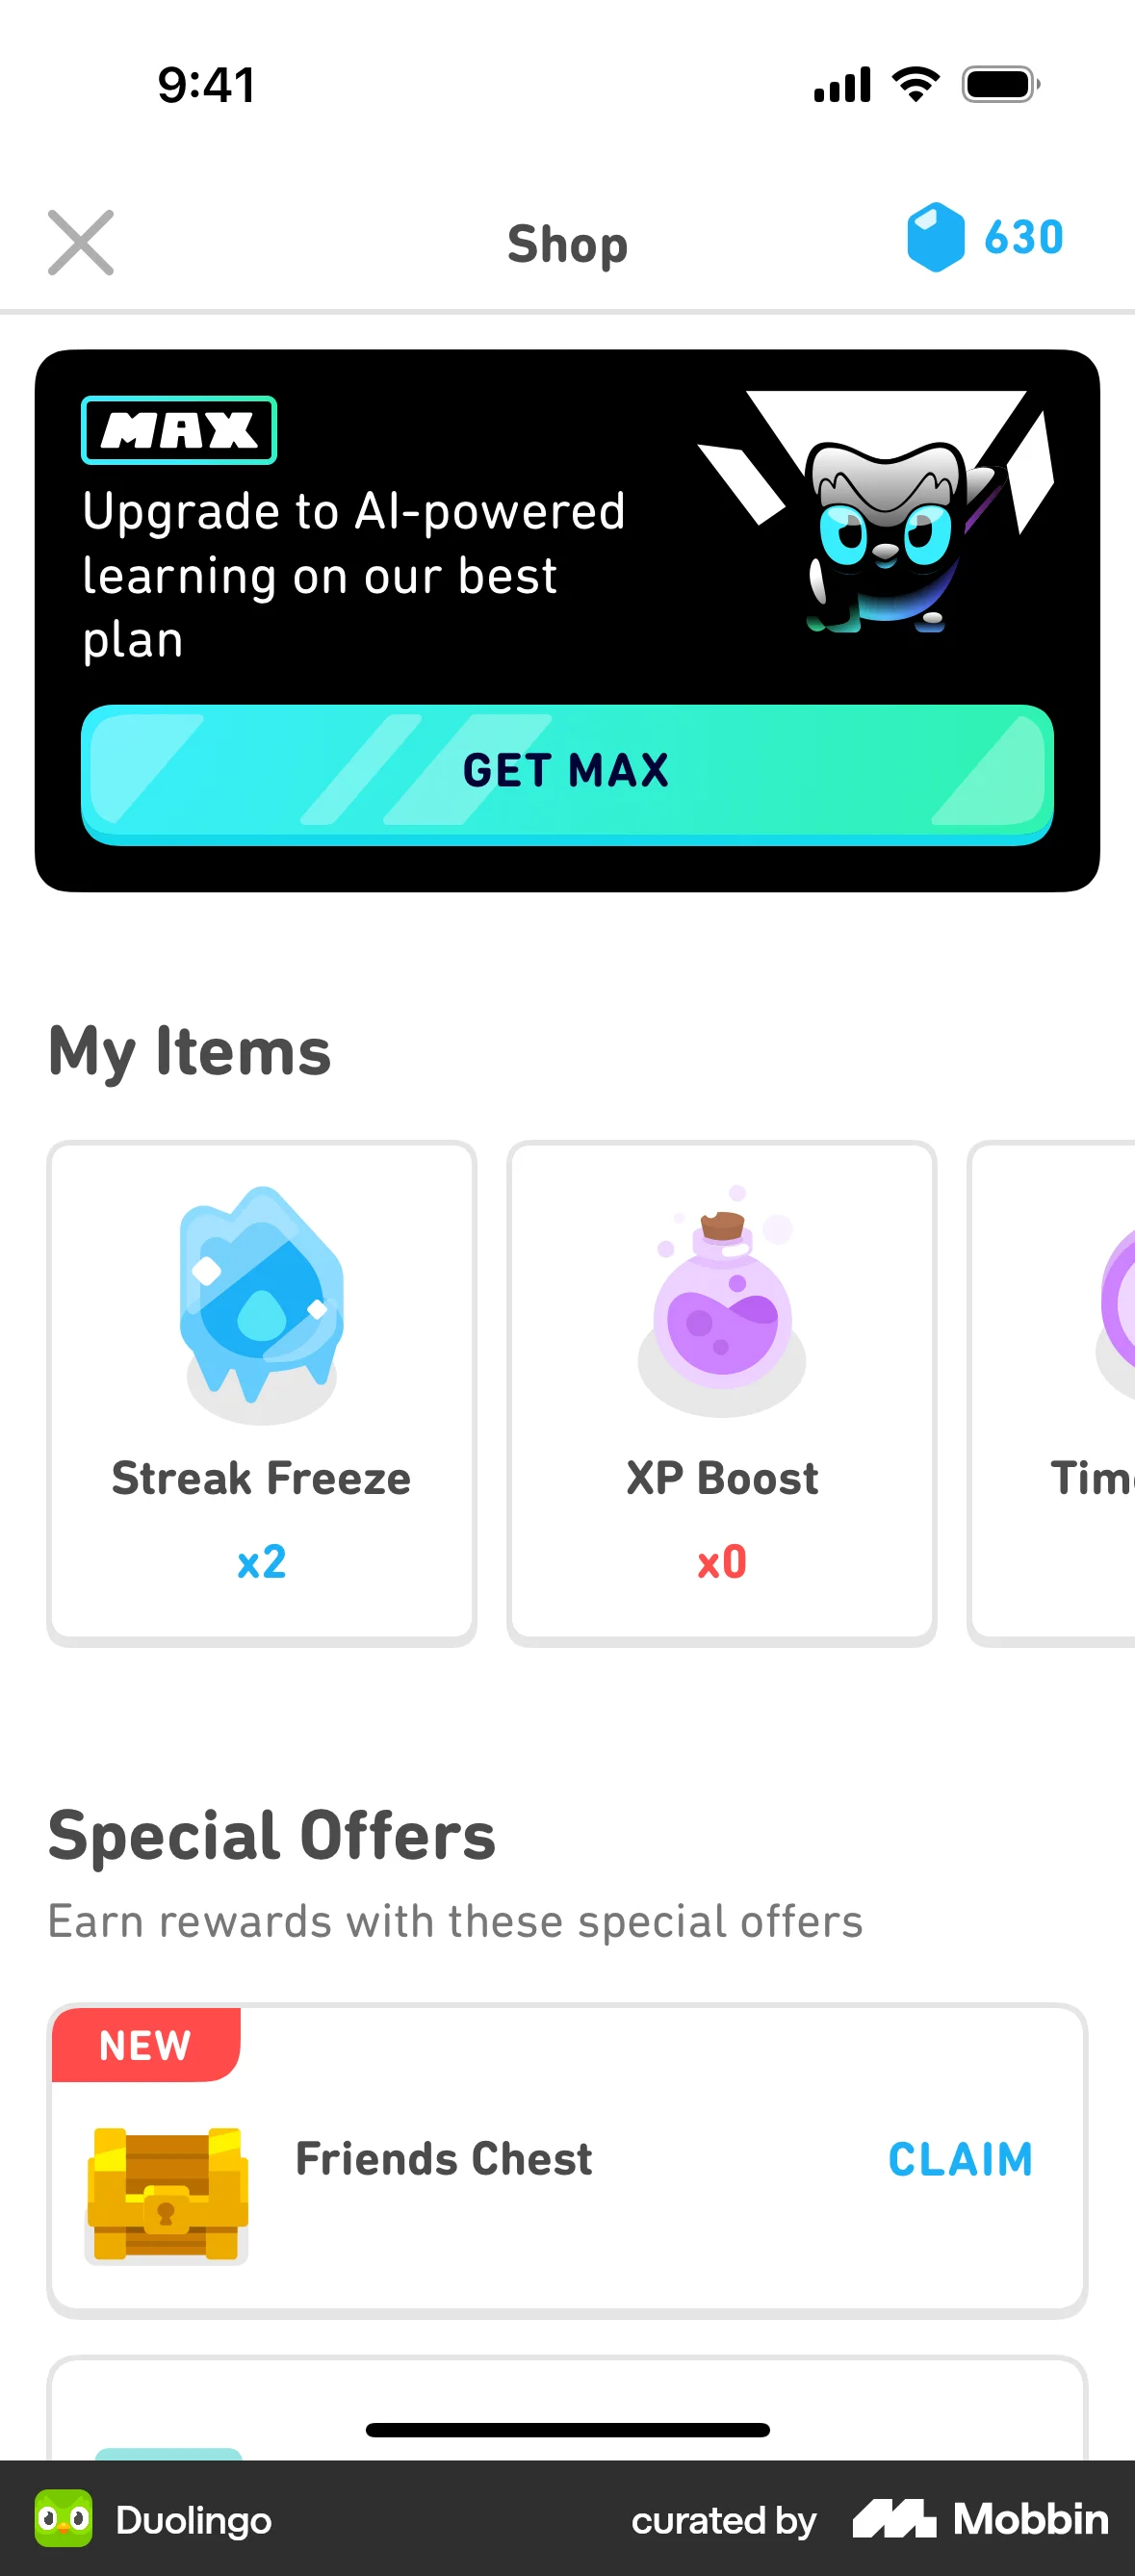 9:41
Shop
630
MAX
Upgrade to AI-powered
learning on our best
plan
GET MAX
My Items
Streak Freeze
XP Boost
x2
x0
Special Offers
Earn rewards with these special offers
NEW
Friends Chest
CLAIM
Duolingo
curated by
Mobbin